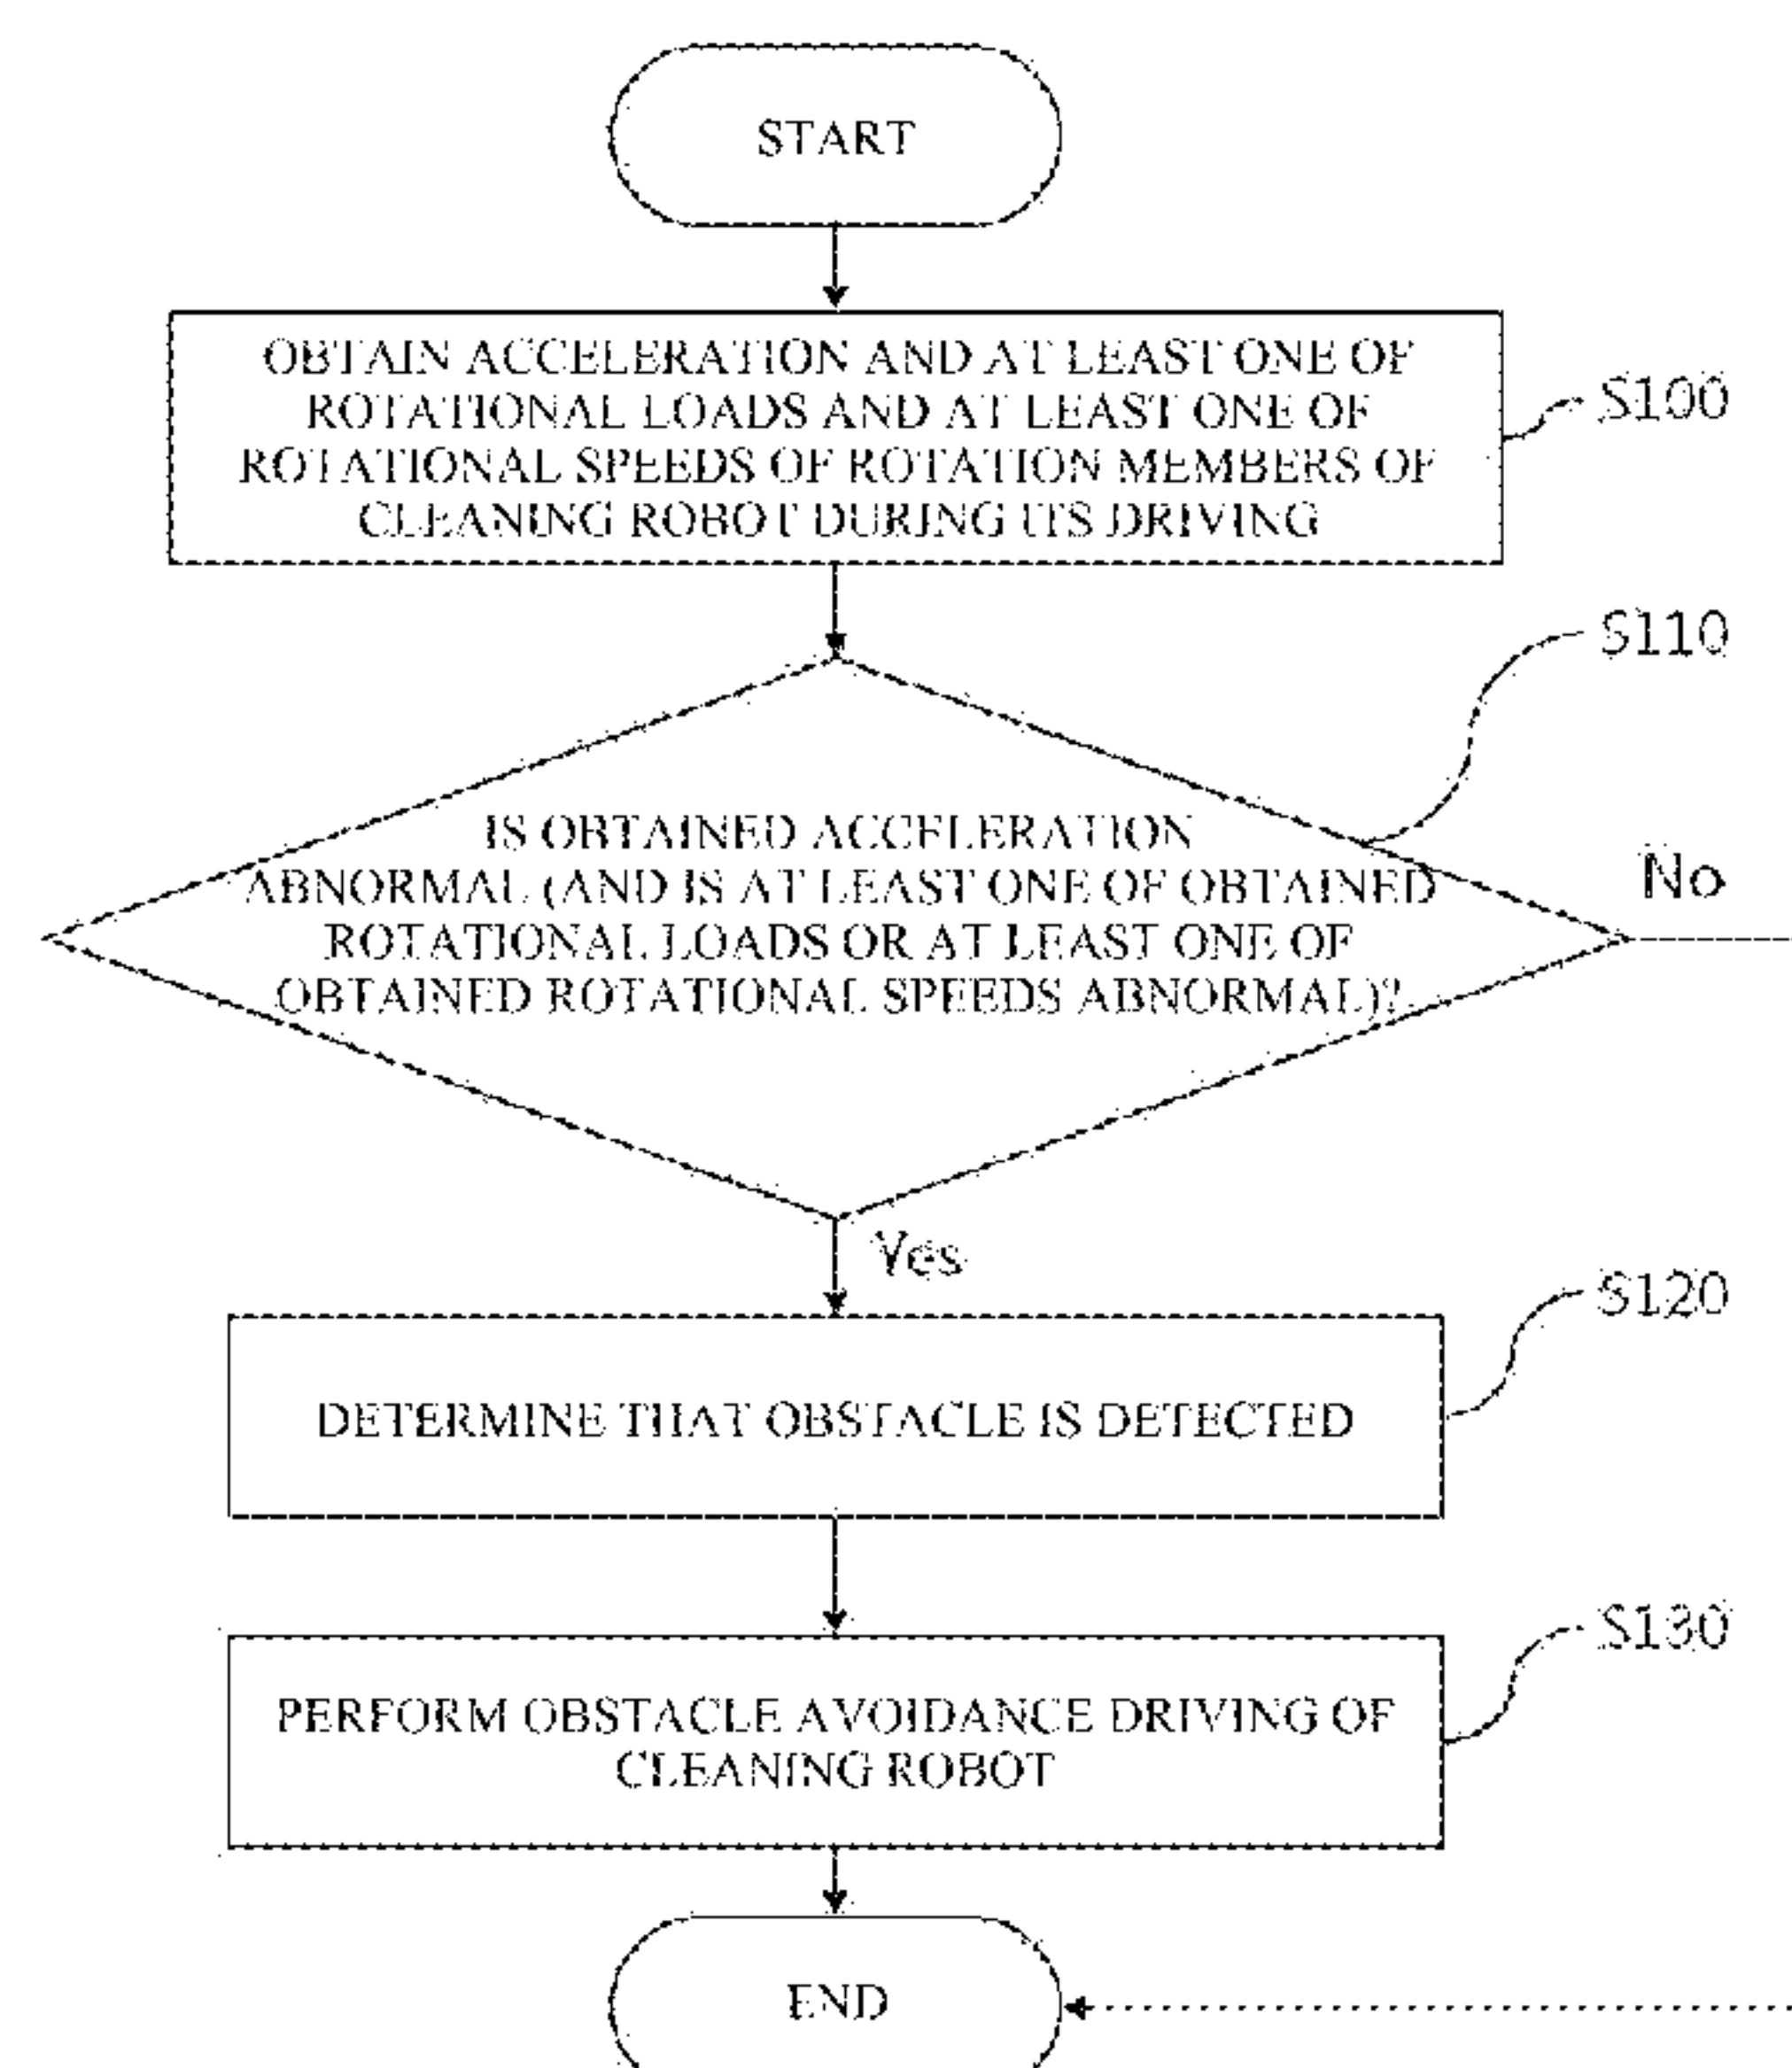 START
OBTAIN ACCELERATION AND AT LEAST ONE OF
ROTATIONAL LOADS AND AT LEAST ONE OF
ROTATIONAL SPEEDS OF ROTATION MEMBERS OF
CLEANING ROBOT DURING ITS DRIVING
S100
S110
IS OBTAINED ACCELERATION
ABNORMAL (AND IS AT LEAST ONE OF OBTAINED
ROTATIONAL LOADS OR AT LEAST ONE OF
OBTAINED ROTATIONAL SPEEDS ABNORMAL)?
No
Yes
S120
DETERMINE THAT OBSTACLE IS DETECTED
S130
PERFORM OBSTACLE AVOIDANCE DRIVING OF
CLEANING ROBOT
END